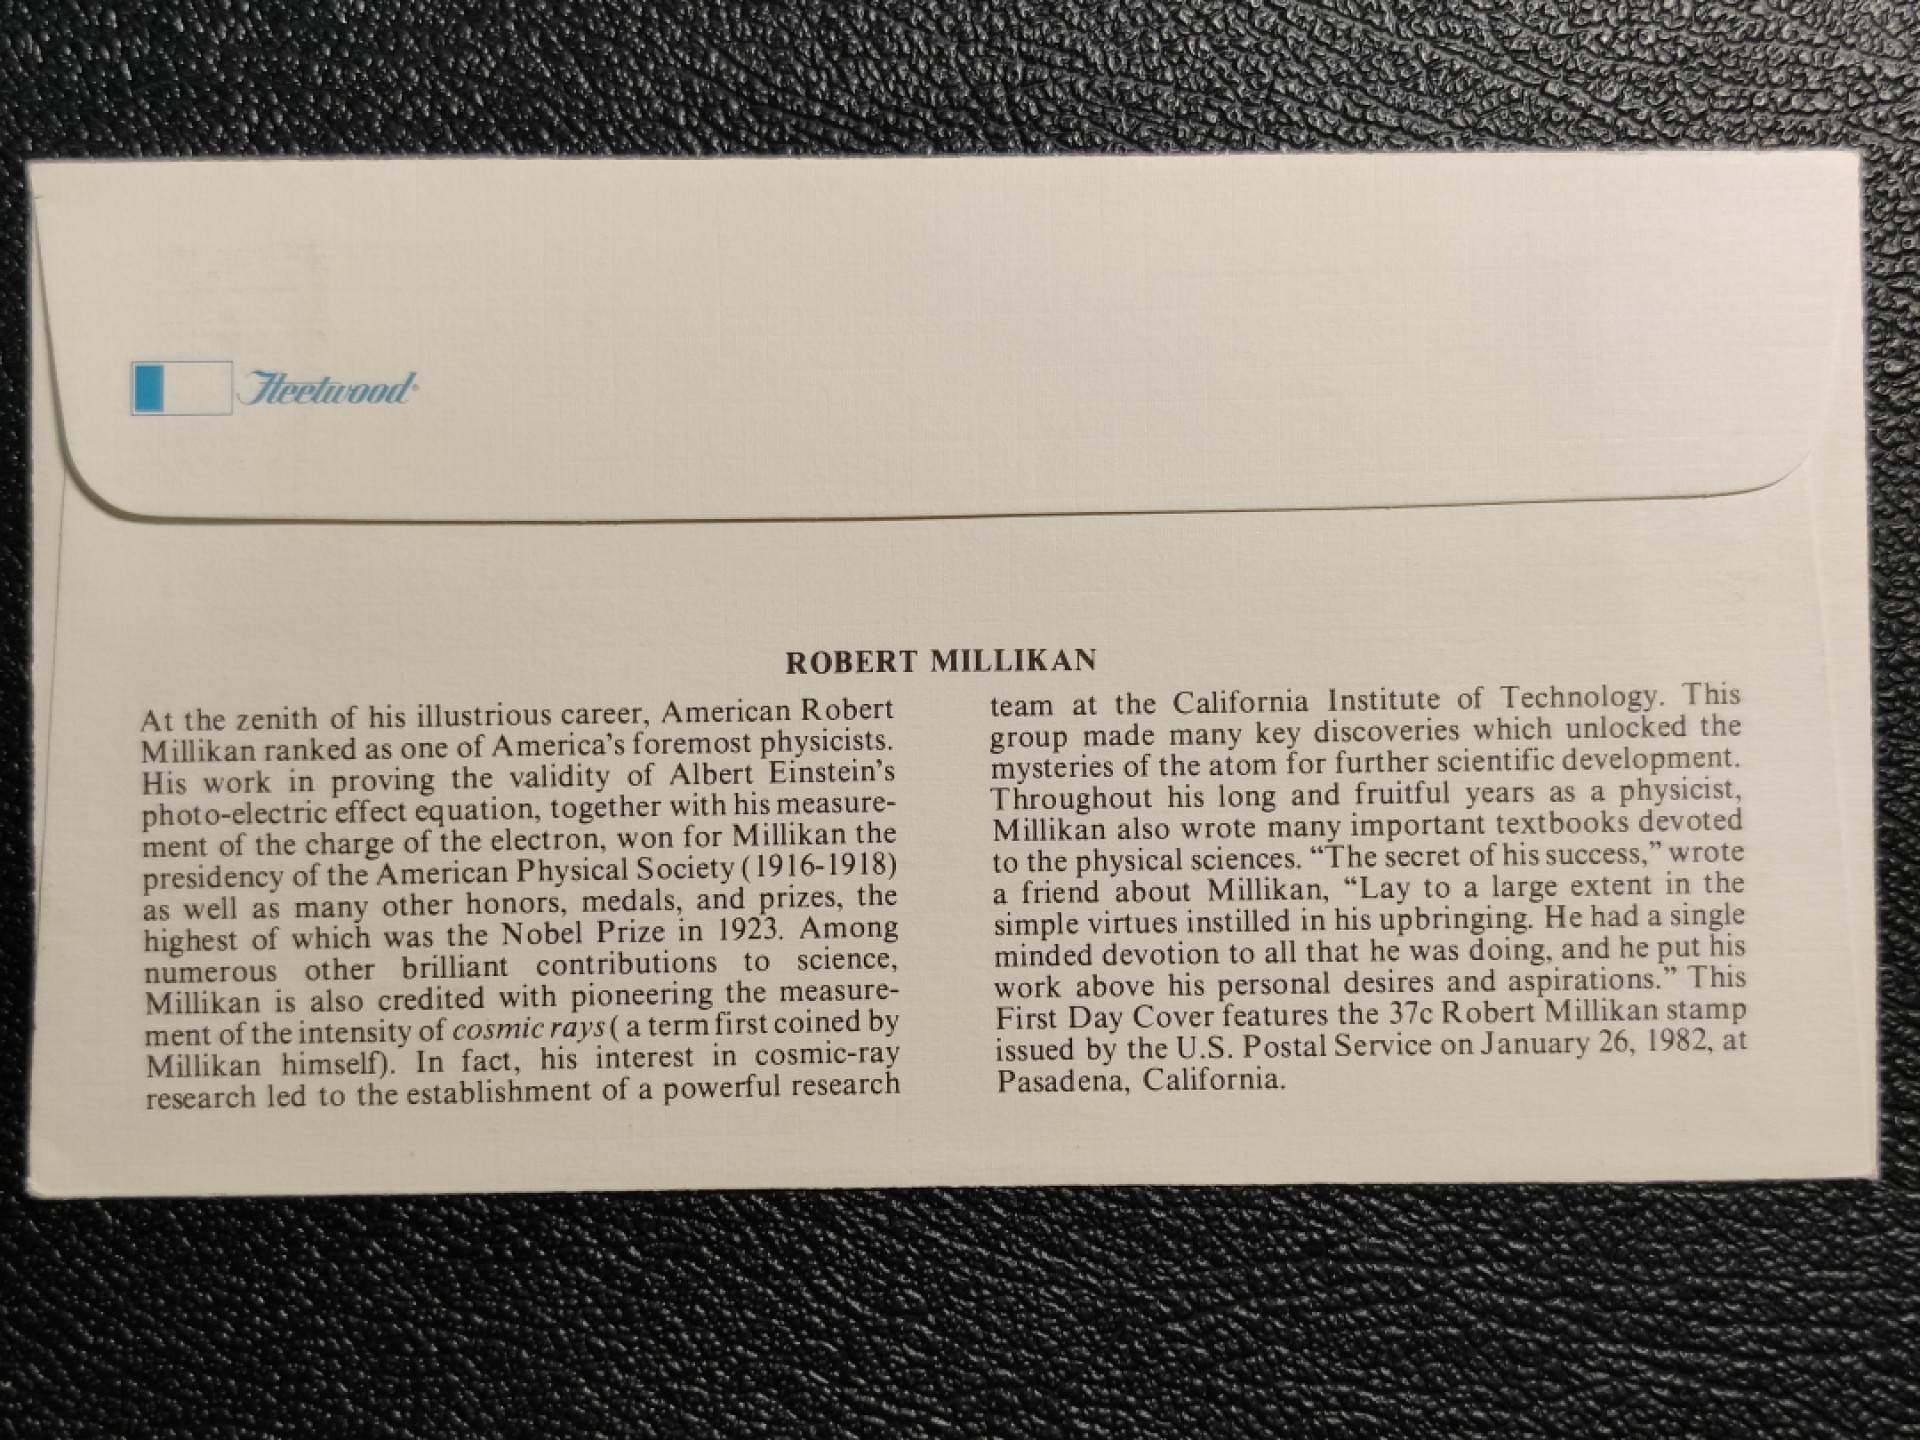 Fleetwood®
ROBERT MILLIKAN
At the zenith of his illustrious career, American Robert
Millikan ranked as one of America's foremost physicists.
His work in proving the validity of Albert Einstein's
photo-electric effect equation, together with his measure-
ment of the charge of the electron, won for Millikan the
presidency of the American Physical Society (1916-1918)
as well as many other honors, medals, and prizes, the
highest of which was the Nobel Prize in 1923. Among
numerous other brilliant contributions to science,
Millikan is also credited with pioneering the measure-
ment of the intensity of cosmic rays ( a term first coined by
Millikan himself). In fact, his interest in cosmic-ray
research led to the establishment of a powerful research
team at the California Institute of Technology. This
group made many key discoveries which unlocked the
mysteries of the atom for further scientific development.
Throughout his long and fruitful years as a physicist,
Millikan also wrote many important textbooks devoted
to the physical sciences. “The secret of his success,” wrote
a friend about Millikan, “Lay to a large extent in the
simple virtues instilled in his upbringing. He had a single
minded devotion to all that he was doing, and he put his
work above his personal desires and aspirations.” This
First Day Cover features the 37c Robert Millikan stamp
issued by the U.S. Postal Service on January 26, 1982, at
Pasadena, California.